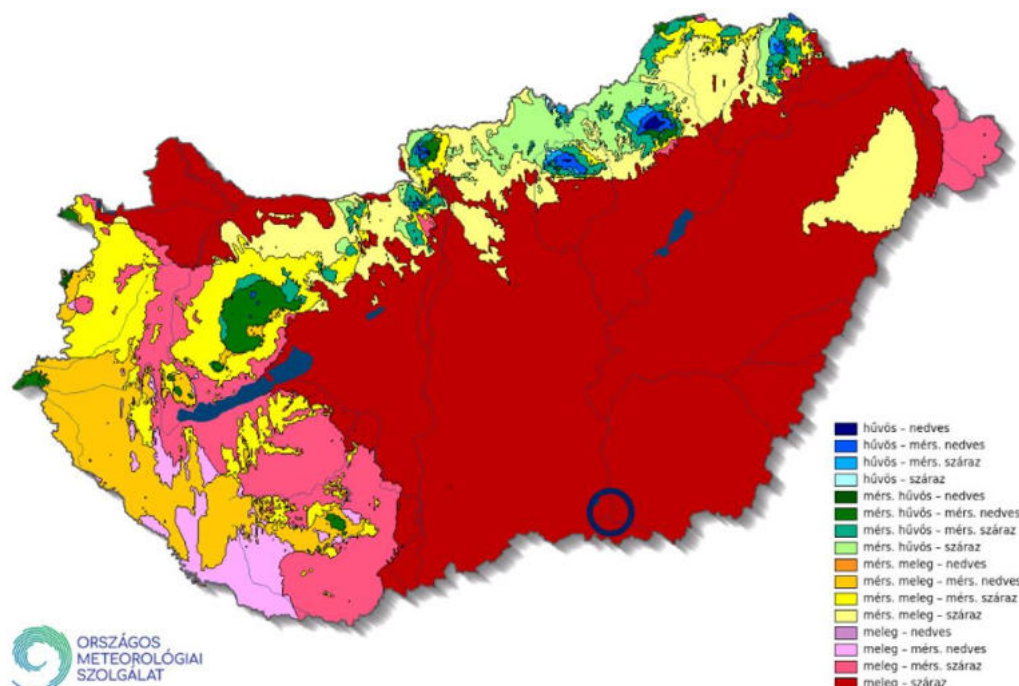 hűvös – nedves
hűvös – mérs. nedves
hűvös – mérs. száraz
hűvös – száraz
mérs. hűvös – nedves
mérs. hűvös – mérs. nedves
mérs. hűvös – mérs. száraz
mérs. hűvös – száraz
mérs. meleg – nedves
mérs. meleg – mérs. nedves
mérs. meleg – mérs. száraz
mérs. meleg – száraz
meleg – nedves
meleg – mérs. nedves
meleg – mérs. száraz
meleg – száraz
ORSZÁGOS
METEOROLÓGIAI
SZOLGÁLAT